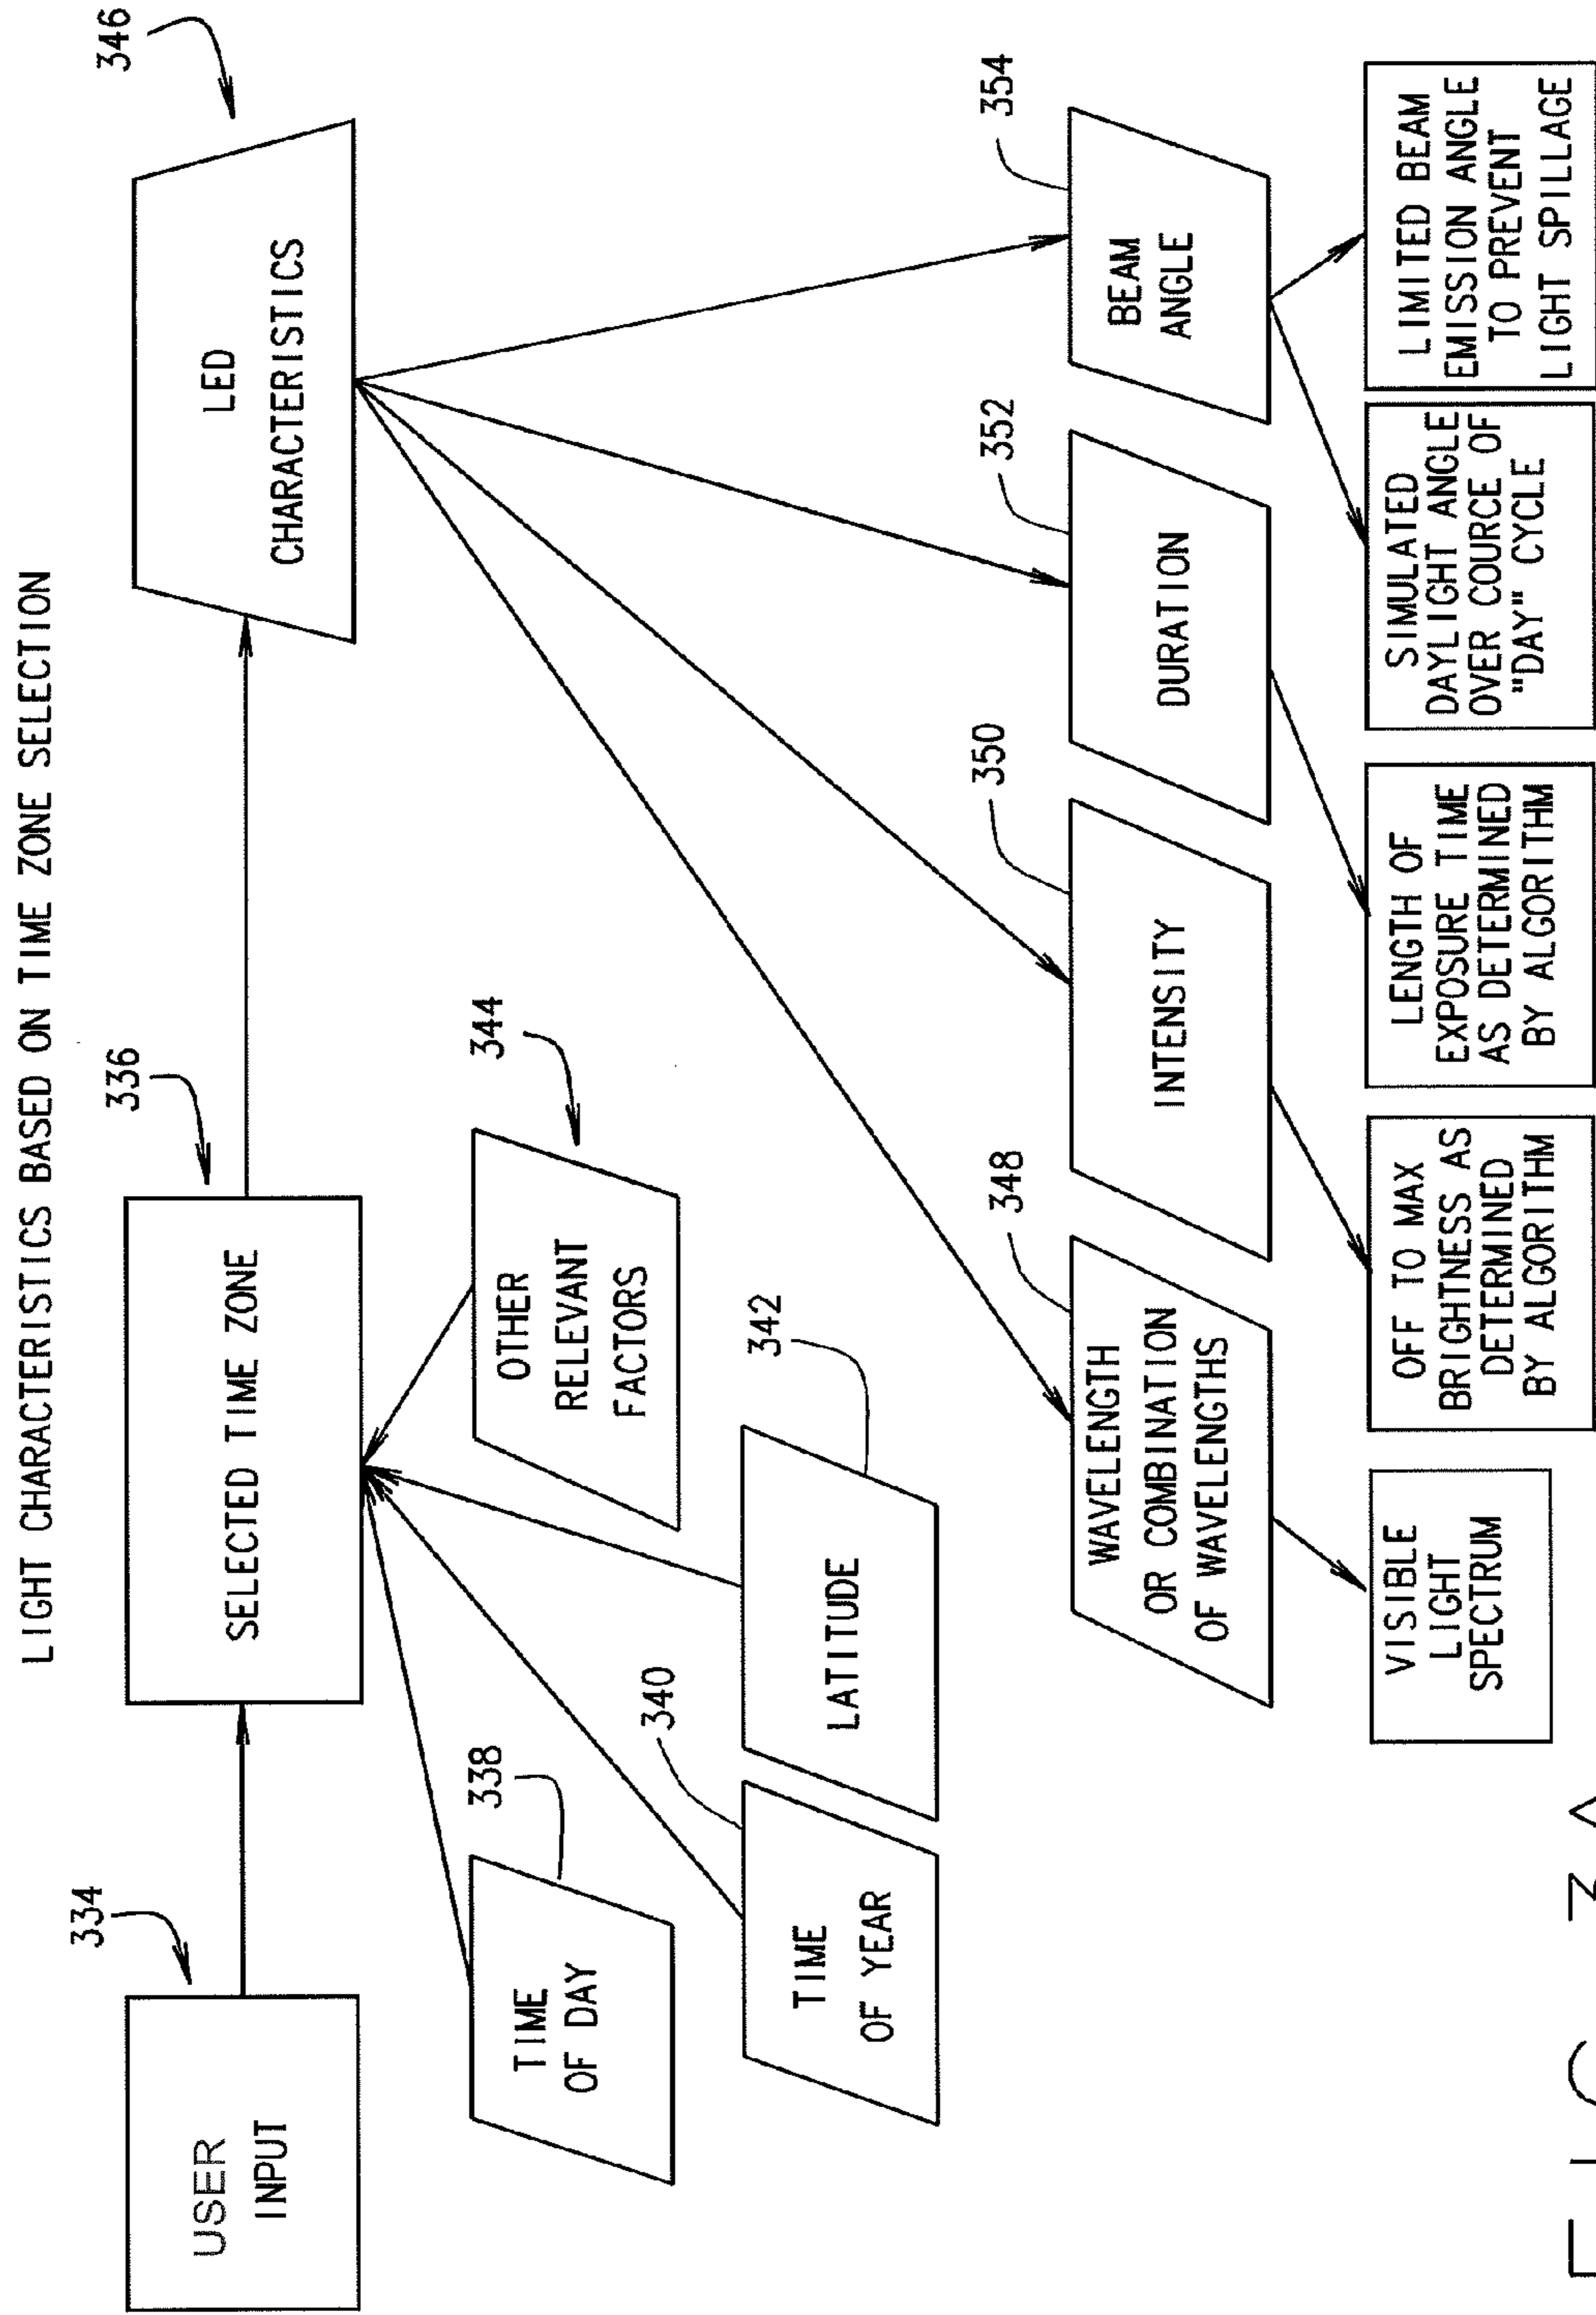 LIGHT CHARACTERISTICS BASED ON TIME ZONE SELECTION
334
USER
INPUT
336
SELECTED TIME ZONE
346
LED
CHARACTERISTICS
338
TIME
OF DAY
344
OTHER
RELEVANT
FACTORS
340
TIME
OF YEAR
342
LATITUDE
348
WAVELENGTH
OR COMBINATION
OF WAVELENGTHS
350
INTENSITY
352
DURATION
354
BEAM
ANGLE
VISIBLE
LIGHT
SPECTRUM
OFF TO MAX
BRIGHTNESS AS
DETERMINED
BY ALGORITHM
LENGTH OF
EXPOSURE TIME
AS DETERMINED
BY ALGORITHM
SIMULATED
DAYLIGHT ANGLE
OVER COURCE OF
"DAY" CYCLE
LIMITED BEAM
EMISSION ANGLE
TO PREVENT
LIGHT SPILLAGE